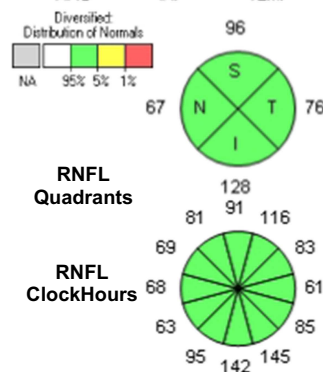 Diversified:
Distribution of Normals
NA 95% 5% 1%
96
S
67 N T 76
I
128
RNFL
Quadrants
91
81 116
69 83
RNFL
ClockHours
68 61
63 85
95 145
142